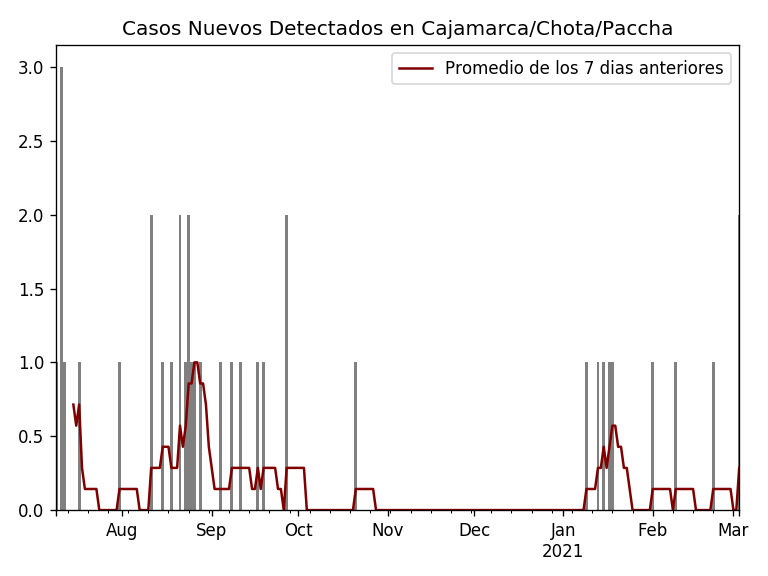 Casos Nuevos Detectados en Cajamarca/Chota/Paccha
Promedio de los 7 dias anteriores
3.0
2.5
2.0
1.5
1.0
0.5
0.0
Aug Sep Oct Nov Dec Jan Feb Mar
2021